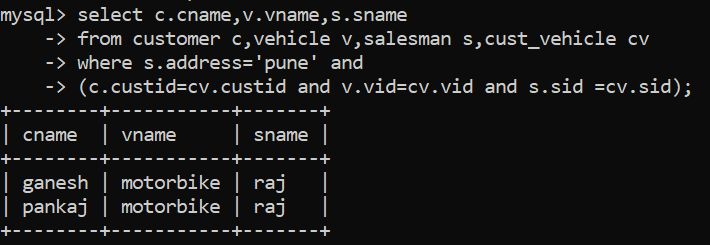 mysql> select c.cname,v.vname,s.sname
    -> from customer c,vehicle v,salesman s,cust_vehicle cv
    -> where s.address='pune' and
    -> (c.custid=cv.custid and v.vid=cv.vid and s.sid =cv.sid);
+--------+-----------+-------+
| cname  | vname     | sname |
+--------+-----------+-------+
| ganesh | motorbike | raj   |
| pankaj | motorbike | raj   |
+--------+-----------+-------+